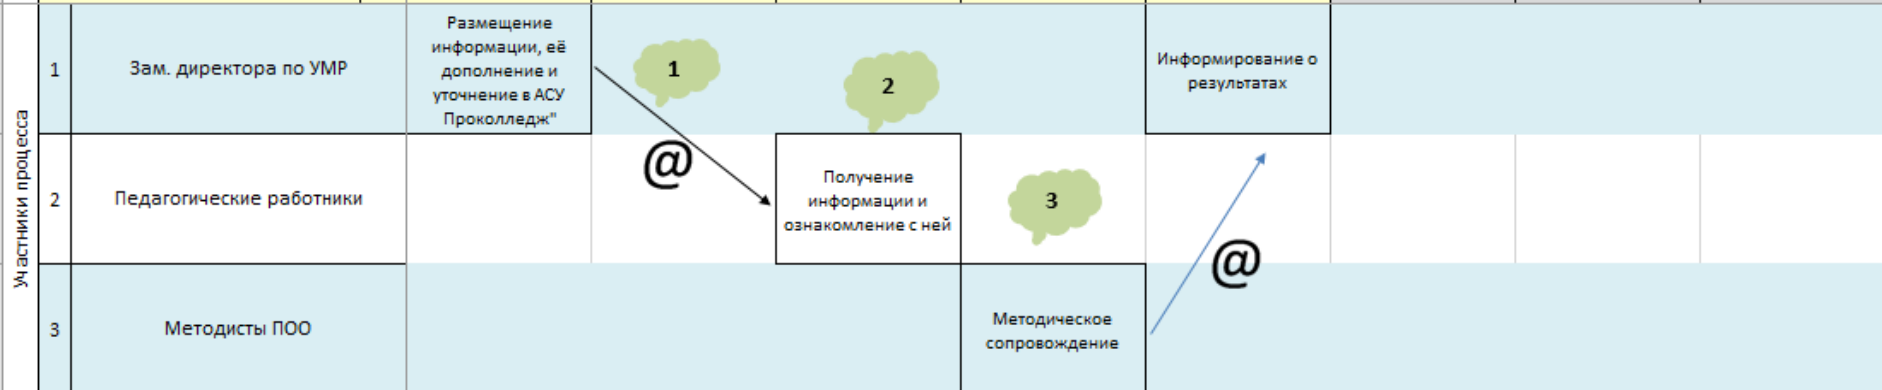 Участники процесса
1
Зам. директора по УМР
Размещение
информации, её
дополнение и
уточнение в АСУ
Проколледж"
1
2
Информирование о
результатах
@
2
Педагогические работники
Получение
информации и
ознакомление с ней
3
@
3
Методисты ПОО
Методическое
сопровождение